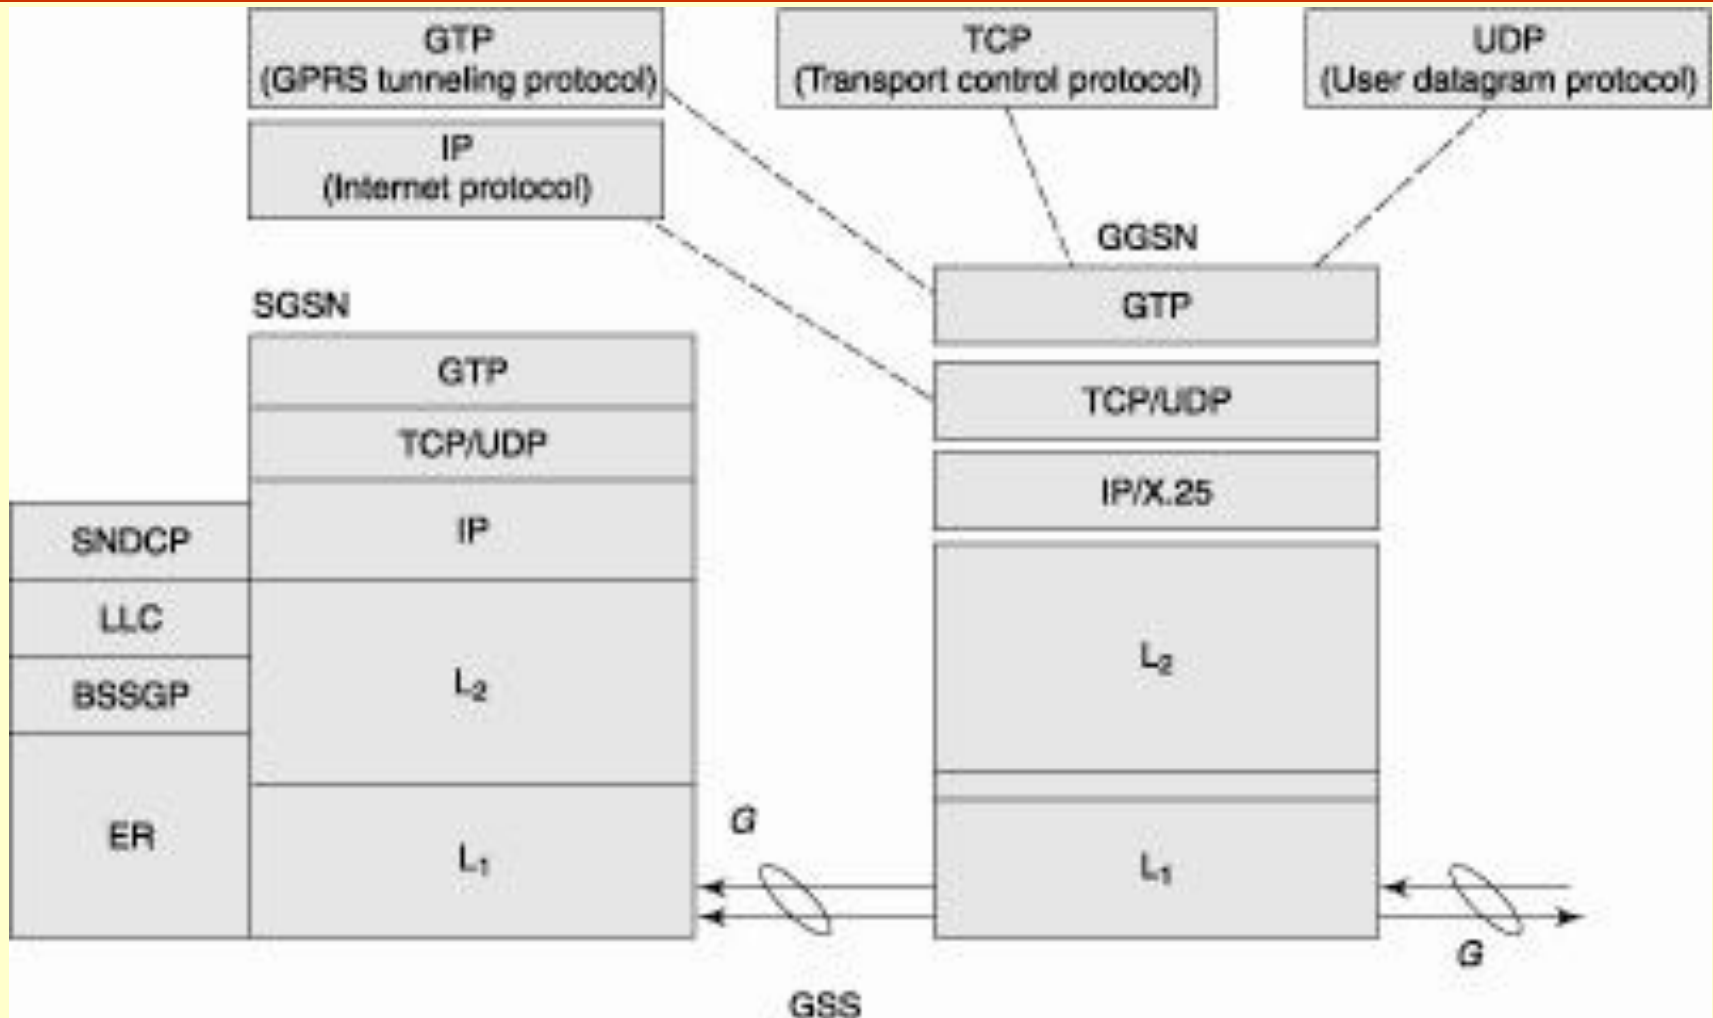 GTP
(GPRS tunneling protocol)
TCP
(Transport control protocol)
UDP
(User datagram protocol)
IP
(Internet protocol)
GGSN
SGSN
GTP
TCP/UDP
IP/X.25
L₂
L₁
GTP
TCP/UDP
IP
L₂
L₁
SNDCP
LLC
BSSGP
ER
G
G
GSS